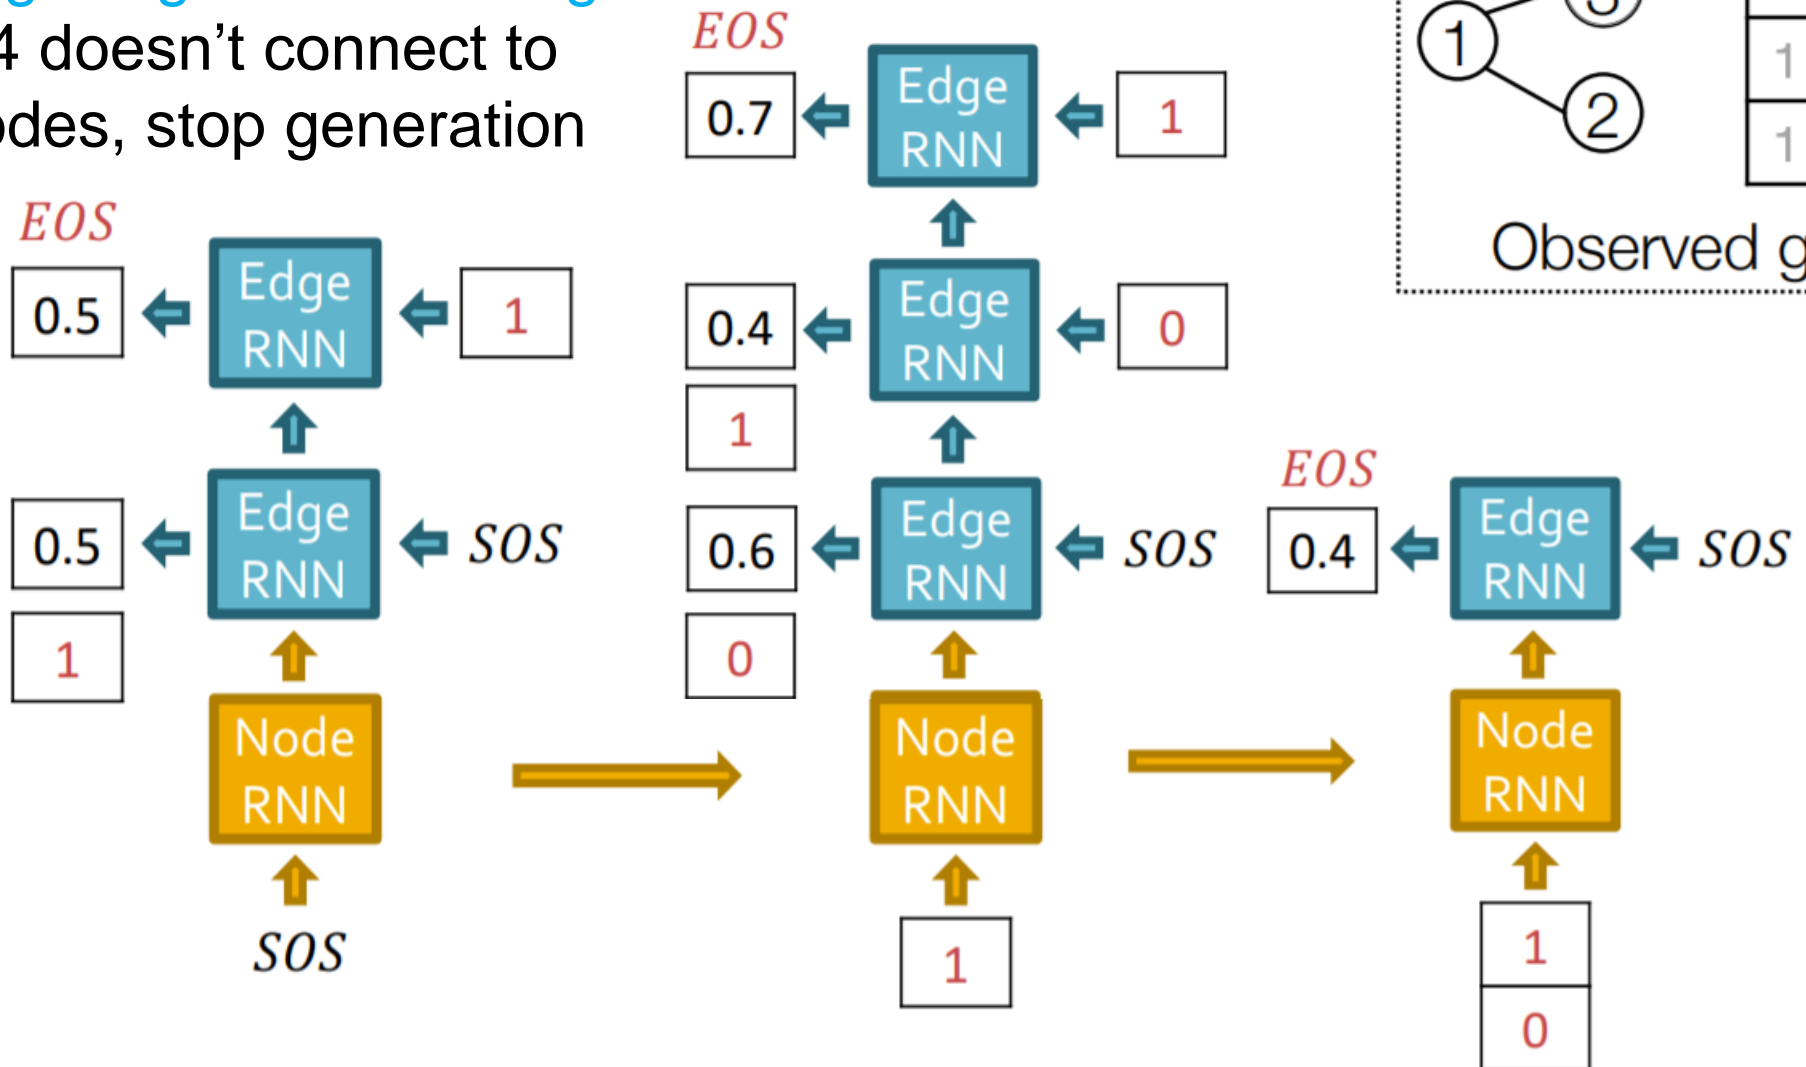 4 doesn't connect to
stop generation
EOS
0.7
Edge
RNN
1
1
2
1
1
Observed
EOS
0.5
Edge
RNN
1
0.4
Edge
RNN
0
1
0.5
Edge
RNN
SOS
1
0.6
Edge
RNN
SOS
0
EOS
0.4
Edge
RNN
SOS
Node
RNN
Node
RNN
Node
RNN
SOS
1
1
0